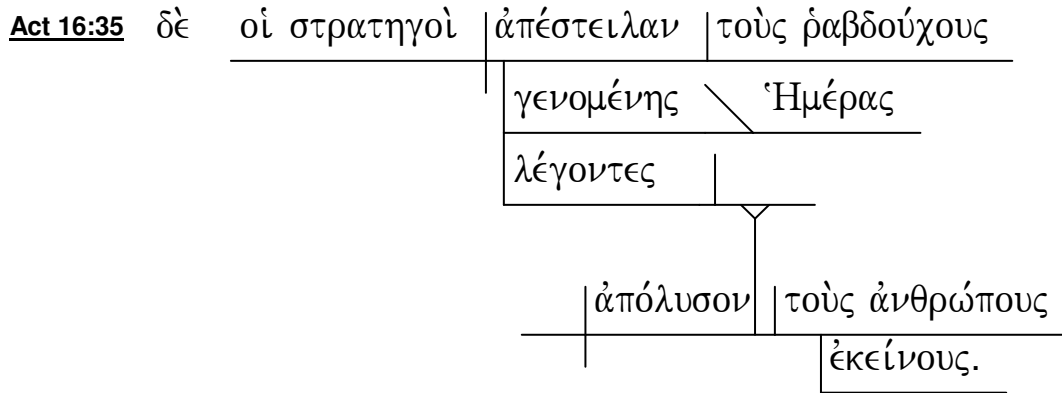 Act 16:35 δὲ οἱ στρατηγοὶ ἀπέστειλαν τοὺς ῥαβδούχους
γενομένης Ἡμέρας
λέγοντες
ἀπόλυσον τοὺς ἀνθρώπους
ἐκείνους.